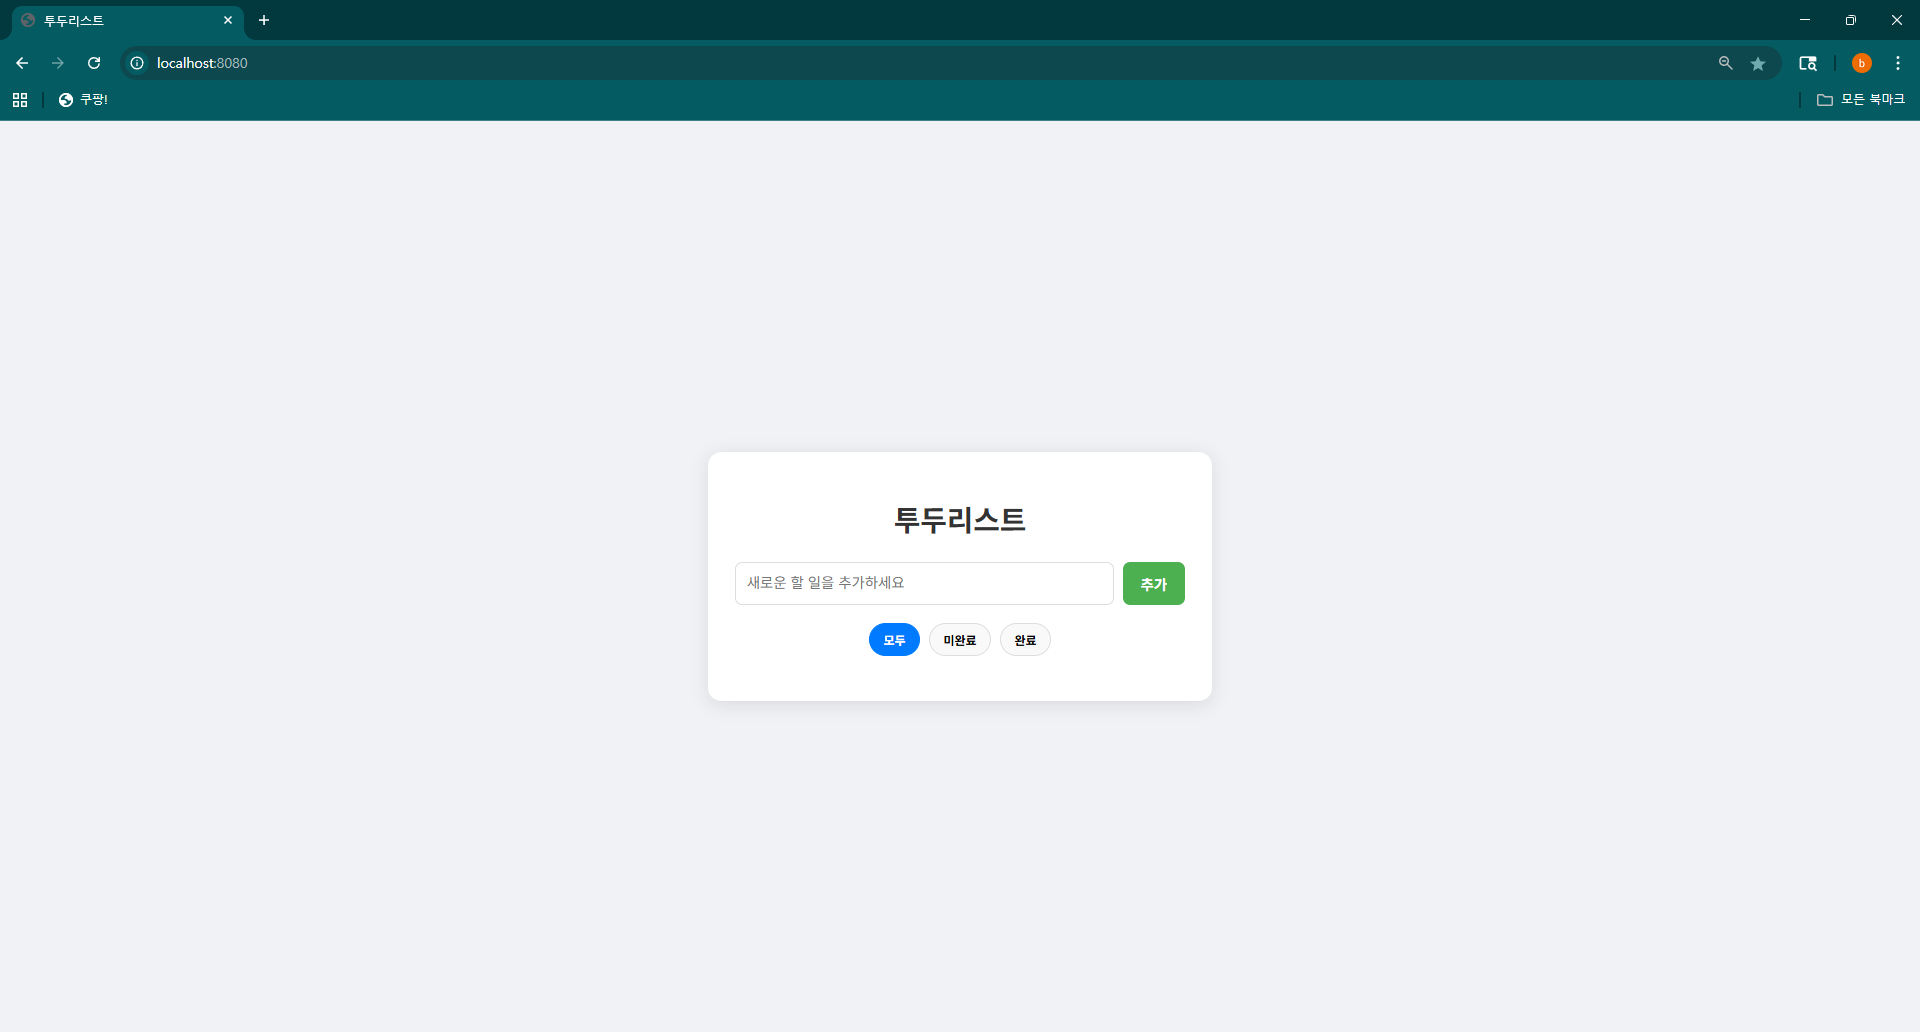 투두리스트
localhost:8080
b
쿠팡!
모든 북마크
투두리스트
새로운 할 일을 추가하세요
추가
모두 미완료 완료